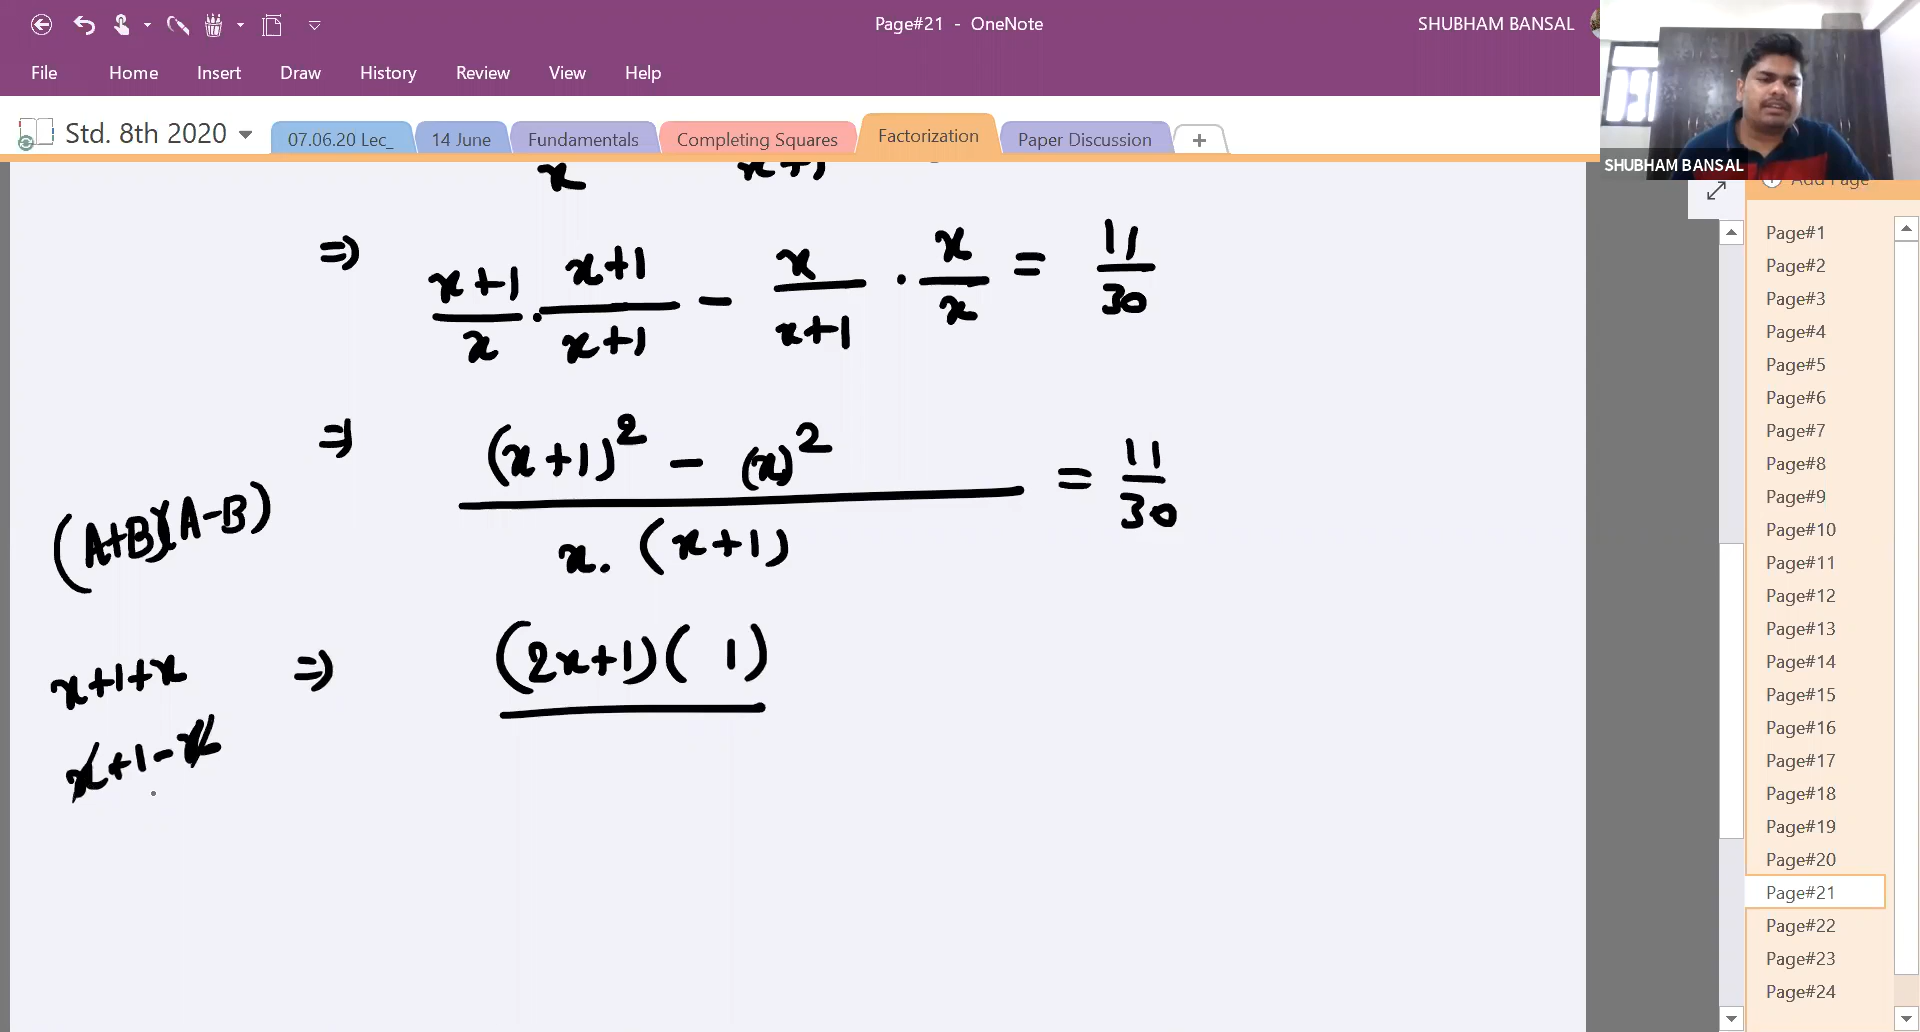 Page#21 - OneNote
SHUBHAM BANSAL
File Home Insert Draw History Review View Help
Std. 8th 2020
07.06.20 Lec_ 14 June Fundamentals Completing Squares Factorization Paper Discussion +
SHUBHAM BANSAL
Add Page
x x+1
⇒ (x+1)/x · (x+1)/(x+1) − x/(x+1) · x/x = 11/30
⇒ ((x+1)² − (x)²)/(x. (x+1)) = 11/30
(A+B)(A−B)
x+1+x ⇒ (2x+1)( 1)
x+1−x
Page#1
Page#2
Page#3
Page#4
Page#5
Page#6
Page#7
Page#8
Page#9
Page#10
Page#11
Page#12
Page#13
Page#14
Page#15
Page#16
Page#17
Page#18
Page#19
Page#20
Page#21
Page#22
Page#23
Page#24